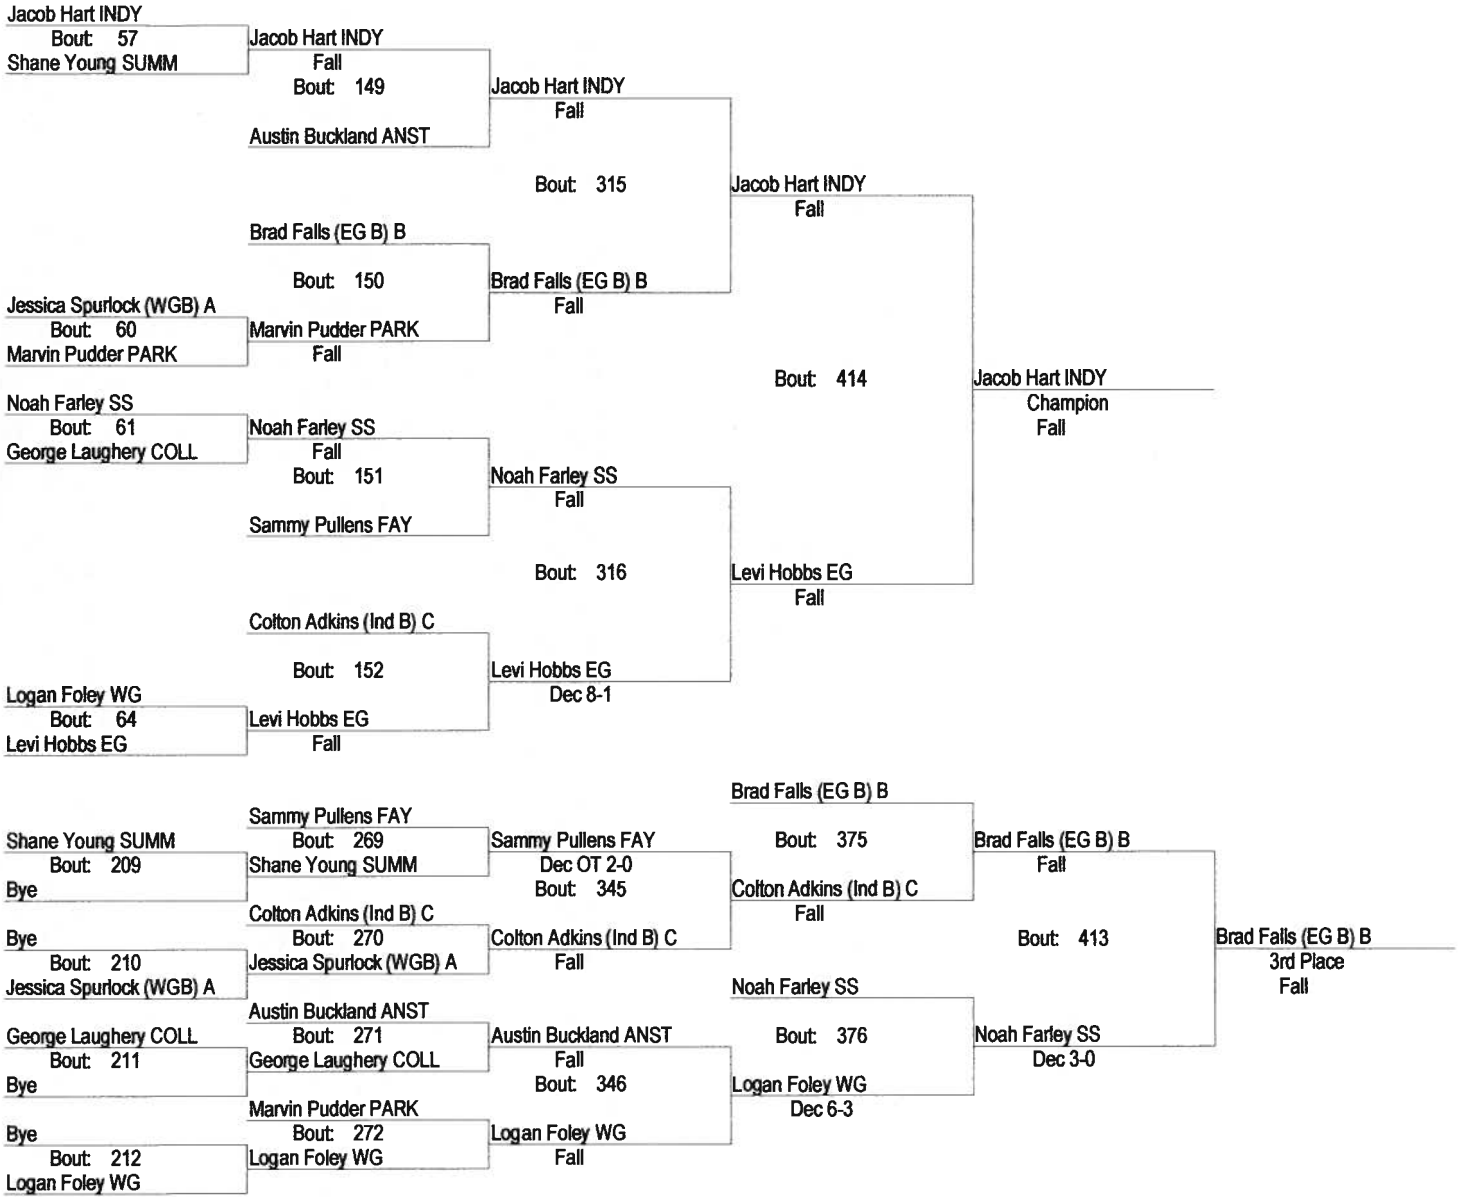 Jacob Hart INDY
Bout: 57
Shane Young SUMM
Jacob Hart INDY
Fall
Bout: 149
Austin Buckland ANST
Jacob Hart INDY
Fall
Bout: 315
Brad Falls (EG B) B
Bout: 150
Jessica Spurlock (WGB) A
Bout: 60
Marvin Pudder PARK
Marvin Pudder PARK
Fall
Brad Falls (EG B) B
Fall
Jacob Hart INDY
Fall
Bout: 414
Noah Farley SS
Bout: 61
George Laughery COLL
Noah Farley SS
Fall
Bout: 151
Sammy Pullens FAY
Noah Farley SS
Fall
Bout: 316
Colton Adkins (Ind B) C
Bout: 152
Logan Foley WG
Bout: 64
Levi Hobbs EG
Levi Hobbs EG
Fall
Levi Hobbs EG
Dec 8-1
Levi Hobbs EG
Fall
Jacob Hart INDY
Champion
Fall
Shane Young SUMM
Bout: 209
Bye
Sammy Pullens FAY
Bout: 269
Shane Young SUMM
Sammy Pullens FAY
Dec OT 2-0
Bout: 345
Bye
Bout: 210
Jessica Spurlock (WGB) A
Colton Adkins (Ind B) C
Bout: 270
Jessica Spurlock (WGB) A
Colton Adkins (Ind B) C
Fall
Brad Falls (EG B) B
Bout: 375
Colton Adkins (Ind B) C
Fall
Brad Falls (EG B) B
Fall
Bout: 413
George Laughery COLL
Bout: 211
Bye
Austin Buckland ANST
Bout: 271
George Laughery COLL
Austin Buckland ANST
Fall
Bout: 346
Bye
Bout: 212
Logan Foley WG
Marvin Pudder PARK
Bout: 272
Logan Foley WG
Logan Foley WG
Fall
Noah Farley SS
Bout: 376
Logan Foley WG
Dec 6-3
Noah Farley SS
Dec 3-0
Brad Falls (EG B) B
3rd Place
Fall